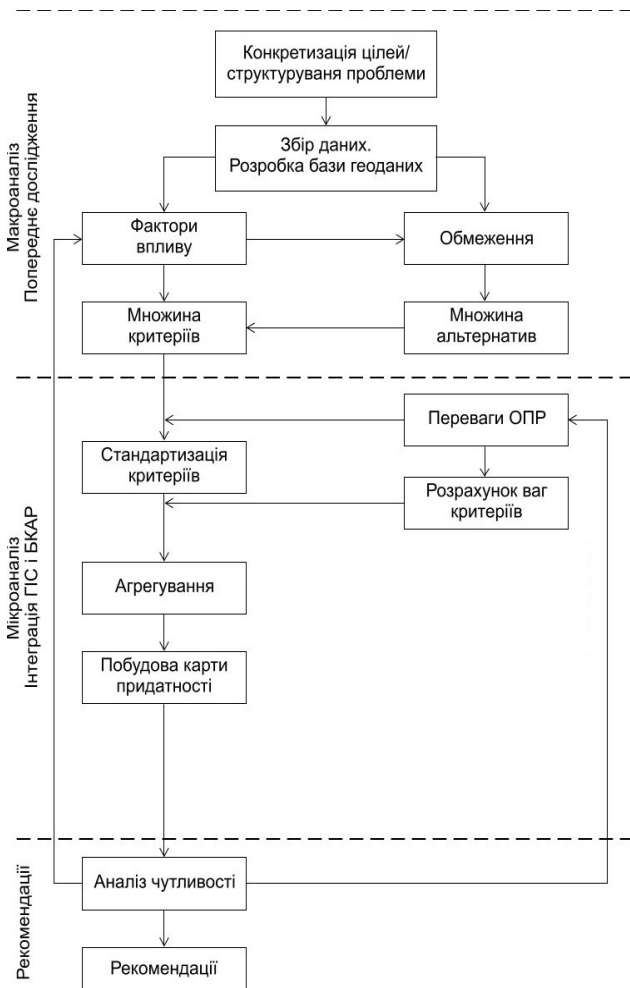 Конкретизація цілей/
структуруваня проблеми
Збір даних.
Розробка бази геоданих
Макроаналіз
Попереднє дослідження
Фактори
впливу
Обмеження
Множина
критеріїв
Множина
альтернатив
Мікроаналіз
Інтеграція ГІС і БКАР
Переваги ОПР
Стандартизація
критеріїв
Розрахунок ваг
критеріїв
Агрегування
Побудова карти
придатності
Рекомендації
Аналіз чутливості
Рекомендації